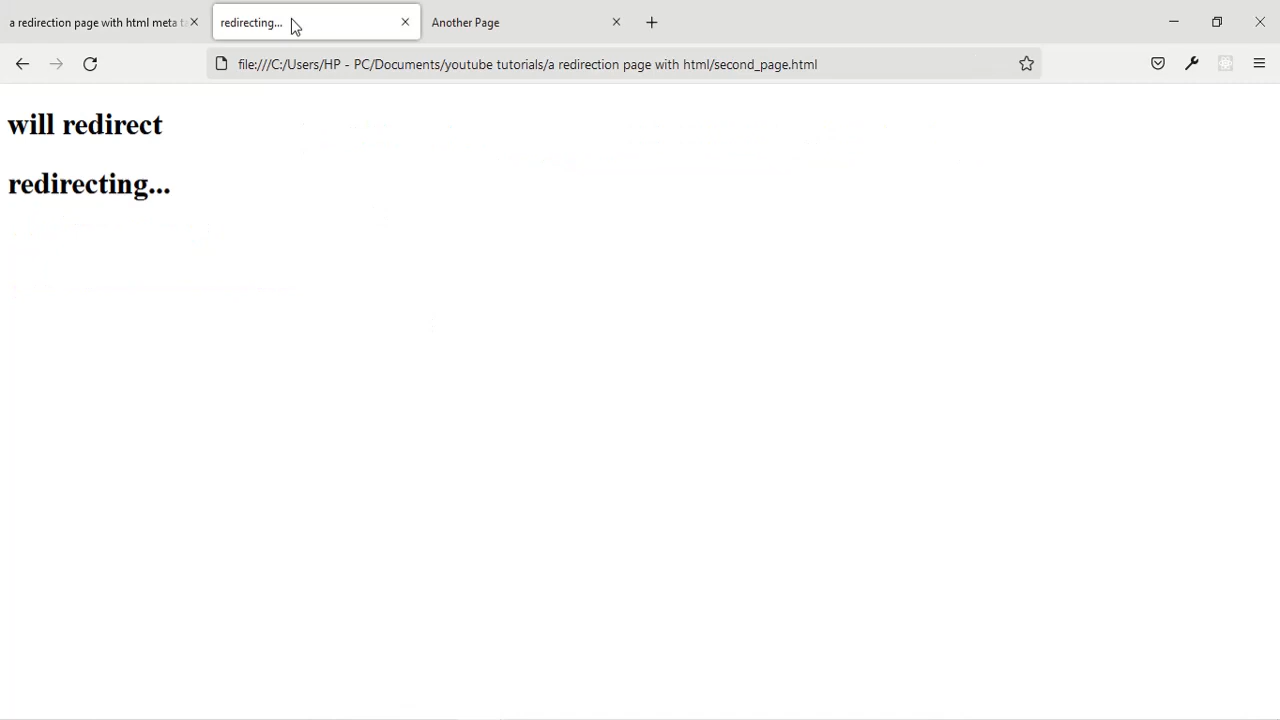 a redirection page with html meta
redirecting...
Another Page
file:///C:/Users/HP - PC/Documents/youtube tutorials/a redirection page with html/second_page.html
will redirect
redirecting...